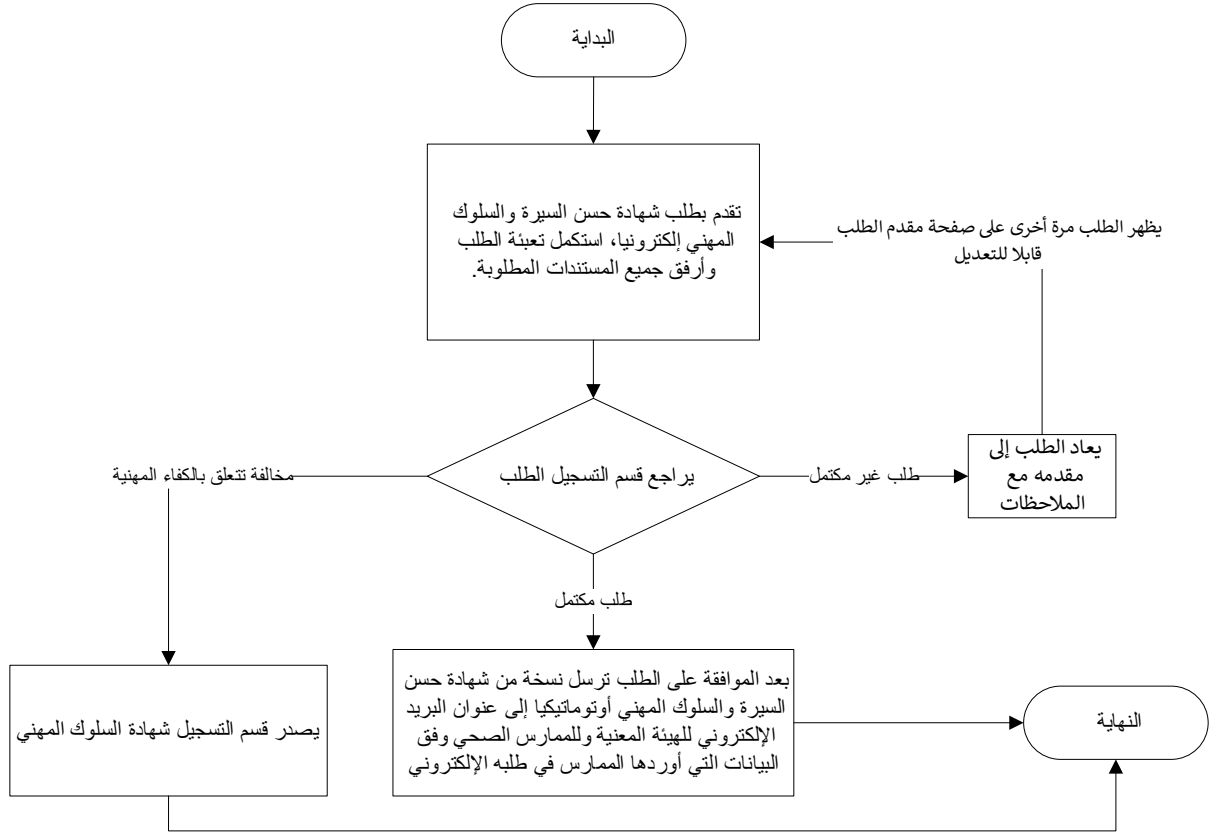 البداية
تقدم بطلب شهادة حسن السيرة والسلوك
المهني إلكترونيا، استكمل تعبئة الطلب
وأرفق جميع المستندات المطلوبة.
يظهر الطلب مرة أخرى على صفحة مقدم الطلب
قابلا للتعديل
يراجع قسم التسجيل الطلب
طلب غير مكتمل
يعاد الطلب إلى
مقدمه مع
الملاحظات
مخالفة تتعلق بالكفاء المهنية
طلب مكتمل
بعد الموافقة على الطلب ترسل نسخة من شهادة حسن
السيرة والسلوك المهني أوتوماتيكيا إلى عنوان البريد
الإلكتروني للهيئة المعنية وللممارس الصحي وفق
البيانات التي أوردها الممارس في طلبه الإلكتروني
يصدر قسم التسجيل شهادة السلوك المهني
النهاية